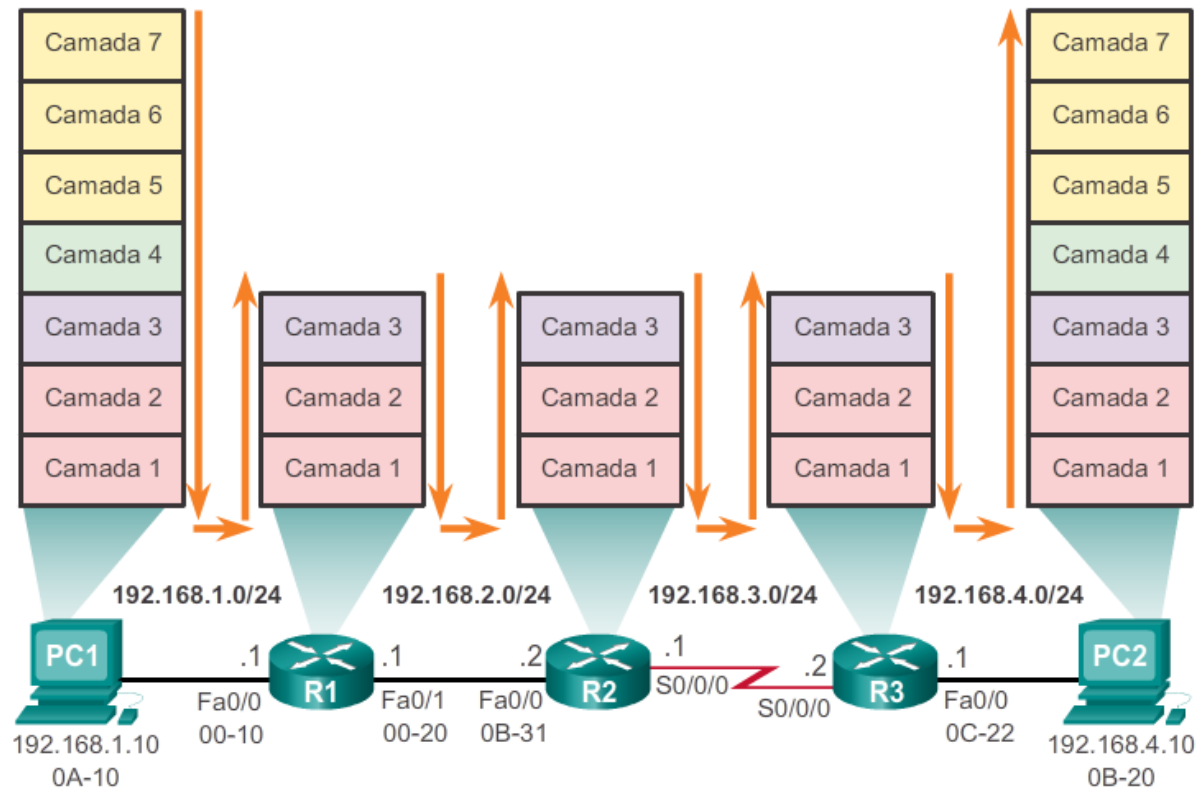 Camada 7
Camada 6
Camada 5
Camada 4
Camada 3
Camada 2
Camada 1
Camada 3
Camada 2
Camada 1
Camada 3
Camada 2
Camada 1
Camada 3
Camada 2
Camada 1
Camada 7
Camada 6
Camada 5
Camada 4
Camada 3
Camada 2
Camada 1
192.168.1.0/24
192.168.2.0/24
192.168.3.0/24
192.168.4.0/24
PC1
192.168.1.10
0A-10
.1
Fa0/0
00-10
R1
.1
Fa0/1
00-20
.2
Fa0/0
0B-31
R2
.1
S0/0/0
.2
S0/0/0
R3
.1
Fa0/0
0C-22
PC2
192.168.4.10
0B-20